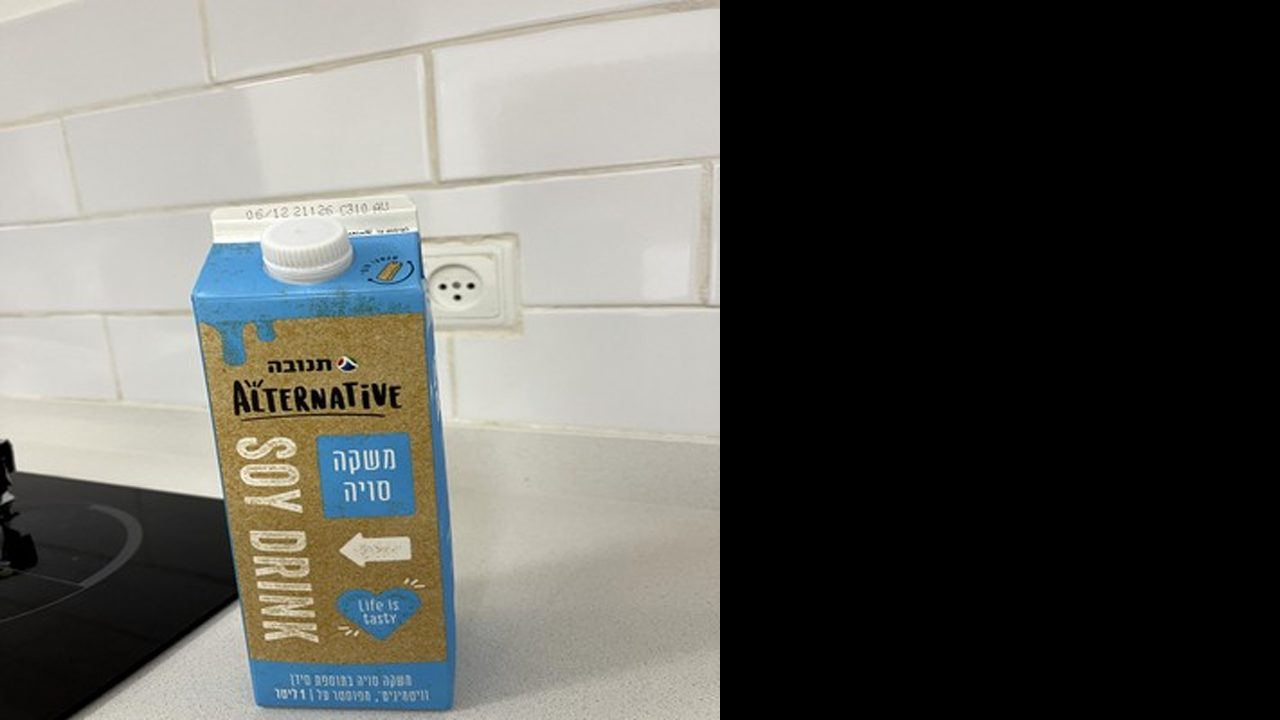 06/12 21126 C310 AU
תנובה
ALTERNATiVE
SOY DRINK
משקה
סויה
Life is
tasty
משקה סויה בתוספת סידן
וויטמינים, מפוסטר על | 1 ליטר